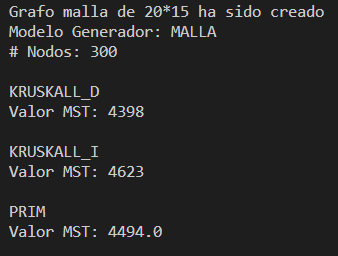 Grafo malla de 20*15 ha sido creado
Modelo Generador: MALLA
# Nodos: 300
KRUSKALL_D
Valor MST: 4398
KRUSKALL_I
Valor MST: 4623
PRIM
Valor MST: 4494.0